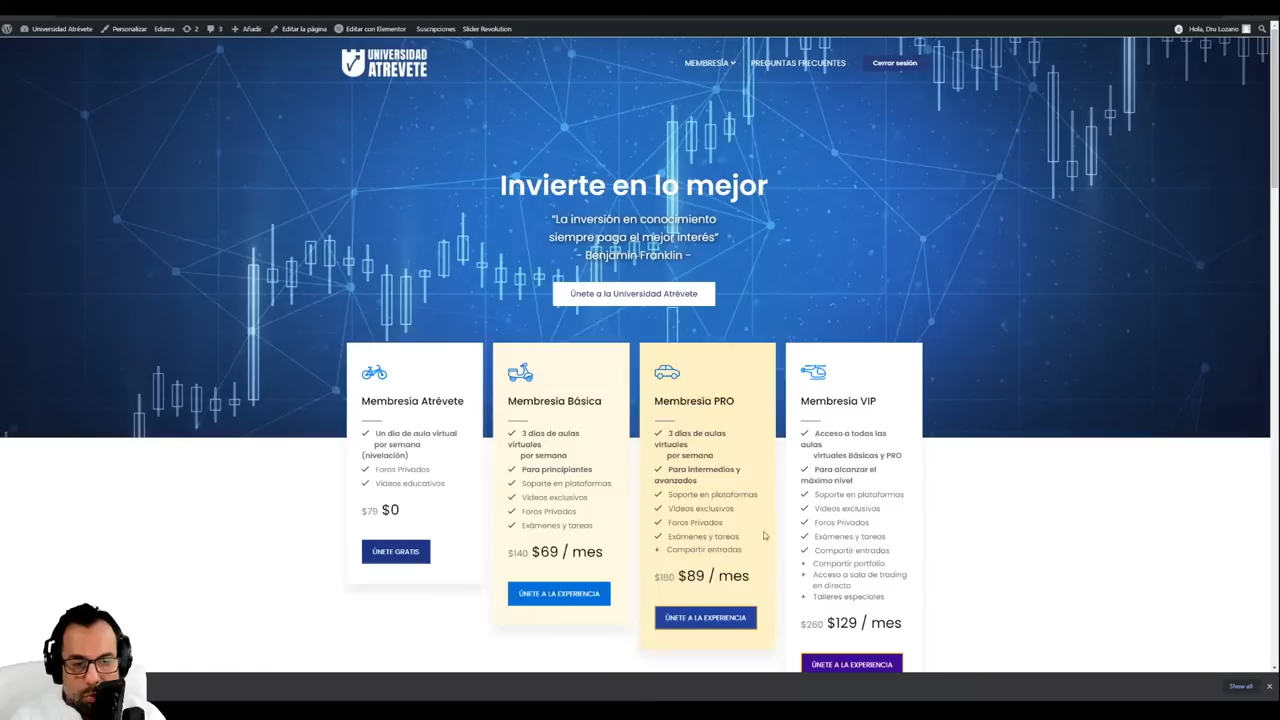 Universidad Atrévete
Personalizar
Eduma
2
3
Añadir
Editar la página
Editar con Elementor
Suscripciones
Slider Revolution
Hola, Dru Lozano
UNIVERSIDAD
ATREVETE
MEMBRESÍA
PREGUNTAS FRECUENTES
Cerrar sesión
Invierte en lo mejor
“La inversión en conocimiento
siempre paga el mejor interés”
- Benjamín Franklin -
Únete a la Universidad Atrévete
Membresía Atrévete
Un día de aula virtual
por semana
(nivelación)
Foros Privados
Videos educativos
$79 $0
ÚNETE GRATIS
Membresía Básica
3 días de aulas
virtuales
por semana
Para principiantes
Soporte en plataformas
Videos exclusivos
Foros Privados
Exámenes y tareas
$140 $69 / mes
ÚNETE A LA EXPERIENCIA
Membresía PRO
3 días de aulas
virtuales
por semana
Para intermedios y
avanzados
Soporte en plataformas
Videos exclusivos
Foros Privados
Exámenes y tareas
+ Compartir entradas
$180 $89 / mes
ÚNETE A LA EXPERIENCIA
Membresía VIP
Acceso a todas las
aulas
virtuales Básicas y PRO
Para alcanzar el
máximo nivel
Soporte en plataformas
Videos exclusivos
Foros Privados
Exámenes y tareas
Compartir entradas
+ Compartir portfolio
+ Acceso a sala de trading
en directo
+ Talleres especiales
$260 $129 / mes
ÚNETE A LA EXPERIENCIA
Show all